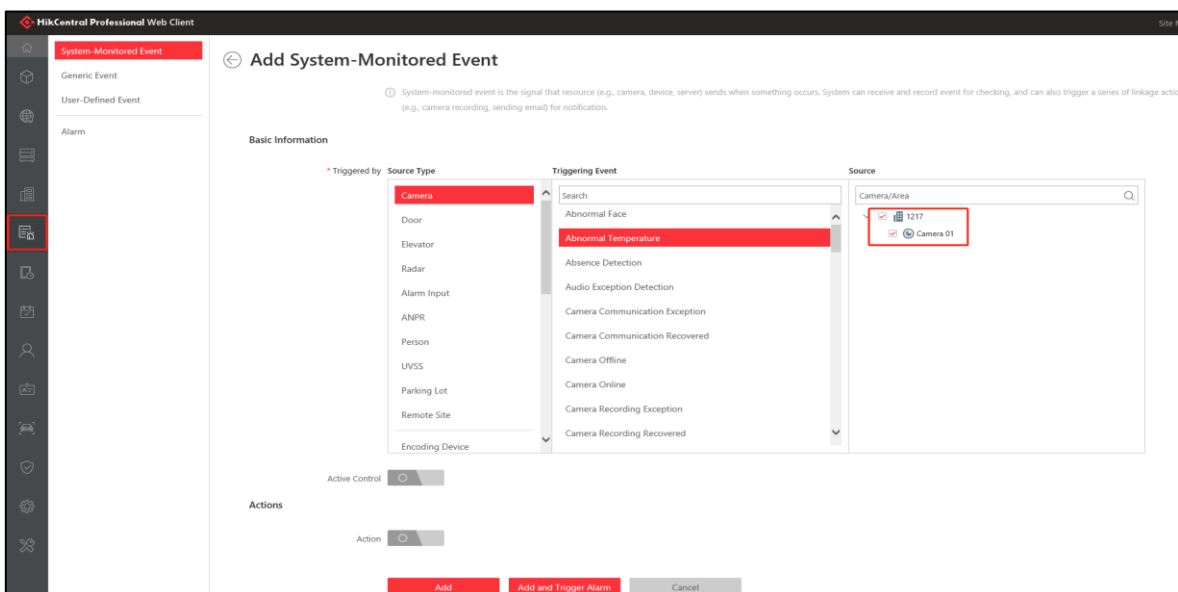 HikCentral Professional Web Client
System-Monitored Event
Generic Event
User-Defined Event
Alarm
Add System-Monitored Event
System-monitored event is the signal that resource (e.g., camera, device, server) sends when something occurs. System can receive and record event for checking, and can also trigger a series of linkage
(e.g., camera recording, sending email) for notification.
Basic Information
* Triggered by
Source Type
Camera
Door
Elevator
Radar
Alarm Input
ANPR
Person
UVSS
Parking Lot
Remote Site
Encoding Device
Triggering Event
Search
Abnormal Face
Abnormal Temperature
Absence Detection
Audio Exception Detection
Camera Communication Exception
Camera Communication Recovered
Camera Offline
Camera Online
Camera Recording Exception
Camera Recording Recovered
Source
Camera/Area
1217
Camera 01
Active Control
Actions
Action
Add
Add and Trigger Alarm
Cancel
Site